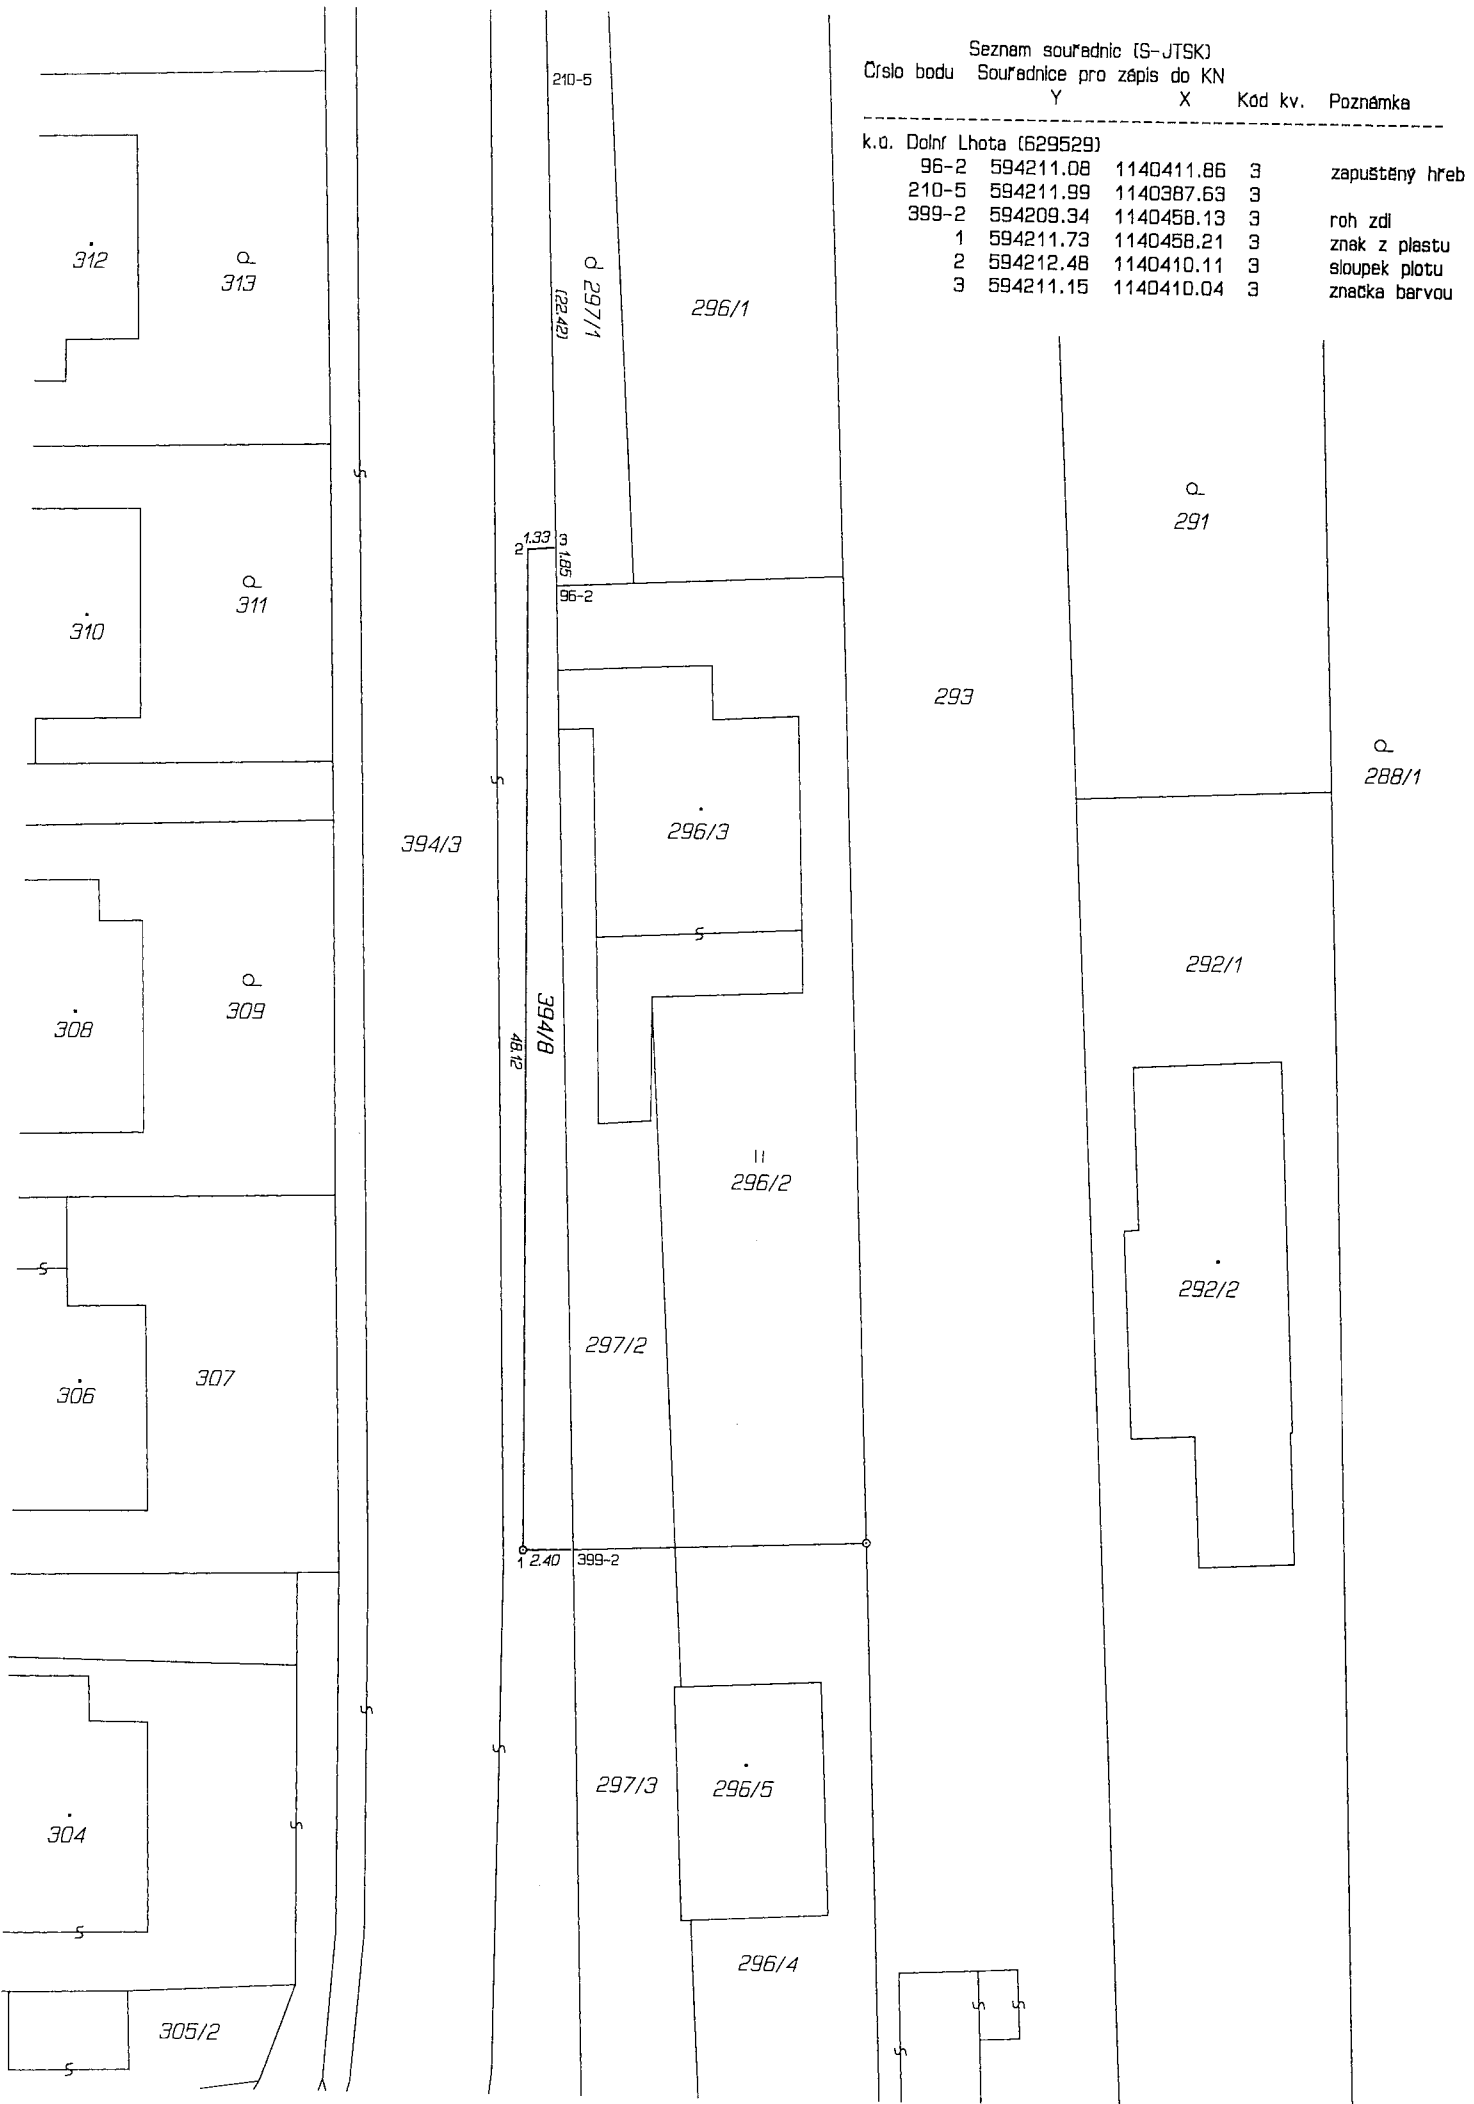 Seznam souřadnic (S-JTSK)
Číslo bodu Souřadnice pro zápis do KN
Y X Kód kv. Poznámka
k.ú. Dolní Lhota (629529)
96-2 594211.08 1140411.86 3 zapuštěný hřeb
210-5 594211.99 1140387.63 3
399-2 594209.34 1140458.13 3 roh zdi
1 594211.73 1140458.21 3 znak z plastu
2 594212.48 1140410.11 3 sloupek plotu
3 594211.15 1140410.04 3 značka barvou
210-5
312
313
297/1
(22.42)
296/1
291
2 1.33 3
1.85
96-2
311
310
293
288/1
296/3
394/3
292/1
394/8
48.12
309
308
296/2
292/2
297/2
307
306
1 2.40 399-2
297/3
296/5
304
296/4
305/2